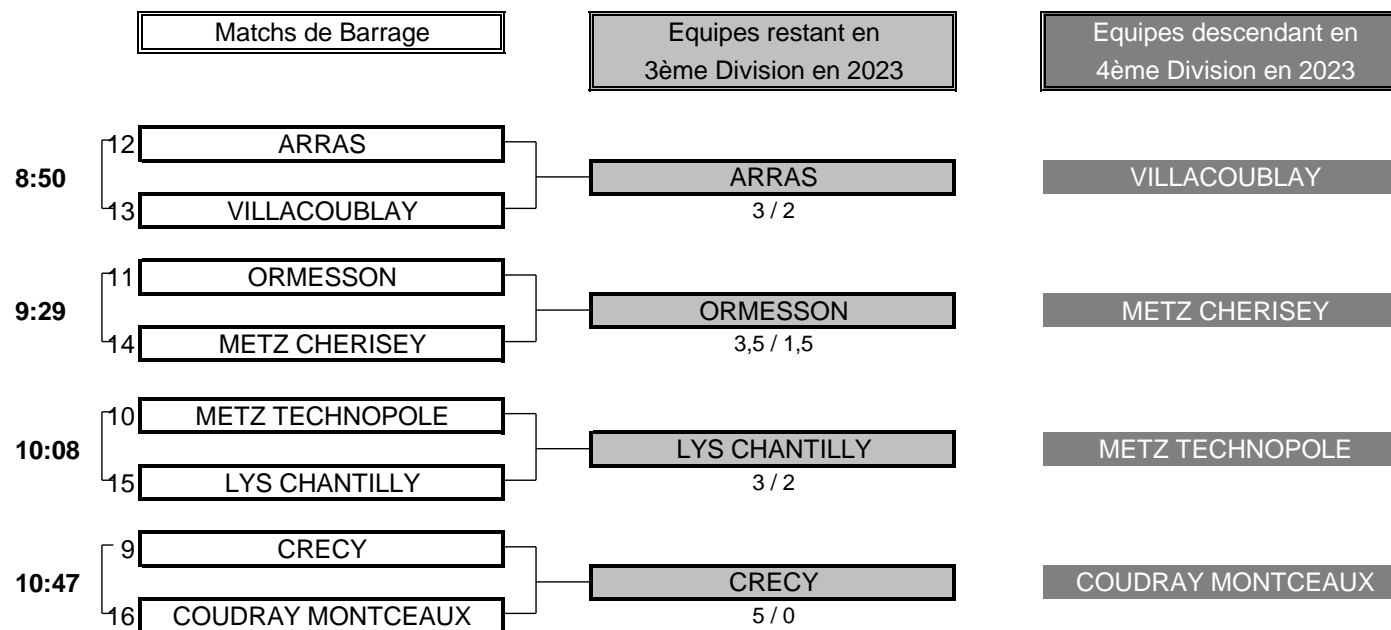 Matchs de Barrage
Equipes restant en
3ème Division en 2023
Equipes descendant en
4ème Division en 2023
12 ARRAS
8:50 ARRAS VILLACOUBLAY
13 VILLACOUBLAY 3 / 2
11 ORMESSON
9:29 ORMESSON METZ CHERISEY
14 METZ CHERISEY 3,5 / 1,5
10 METZ TECHNOPOLE
10:08 LYS CHANTILLY METZ TECHNOPOLE
15 LYS CHANTILLY 3 / 2
9 CRECY
10:47 CRECY COUDRAY MONTCEAUX
16 COUDRAY MONTCEAUX 5 / 0